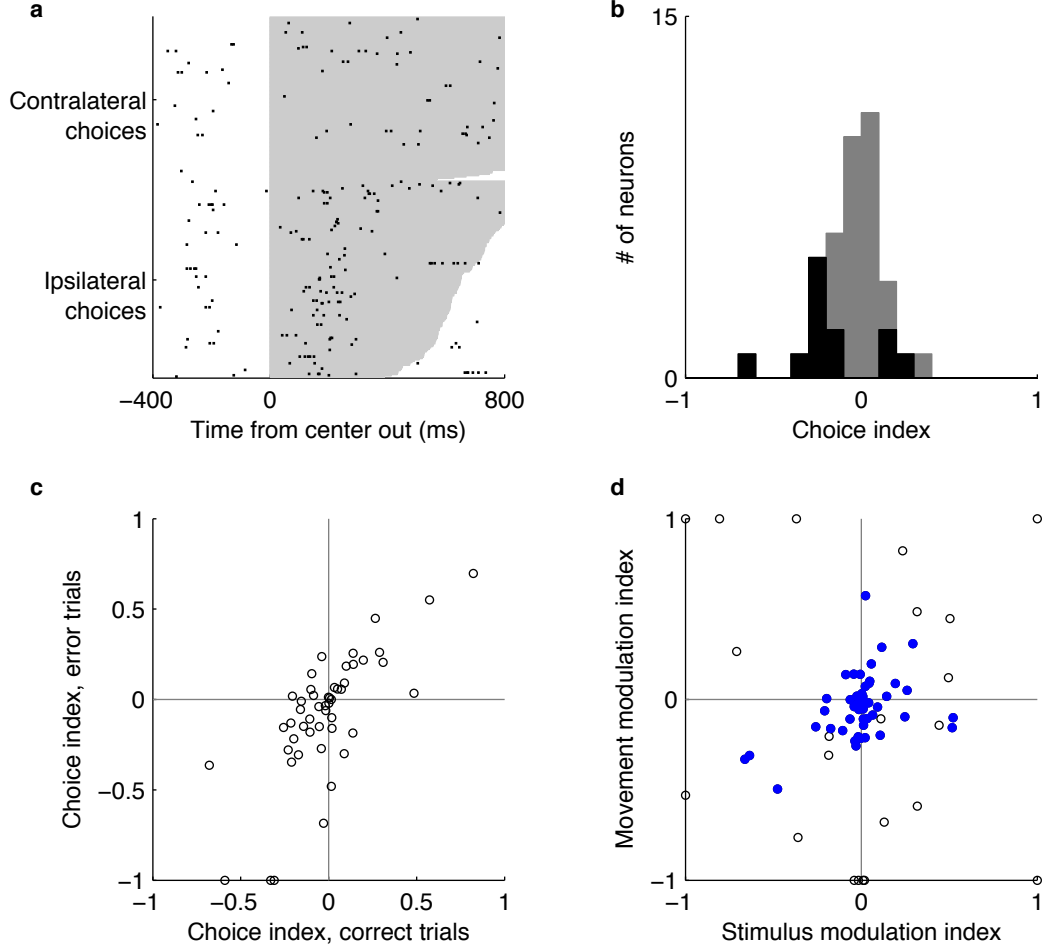 a
Contralateral
choices
Ipsilateral
choices
−400
0
800
Time from center out (ms)
b
15
# of neurons
0
−1
0
1
Choice index
c
1
Choice index, error trials
0.5
0
−0.5
−1
−1
−0.5
0
0.5
1
Choice index, correct trials
d
1
Movement modulation index
0
−1
−1
0
1
Stimulus modulation index